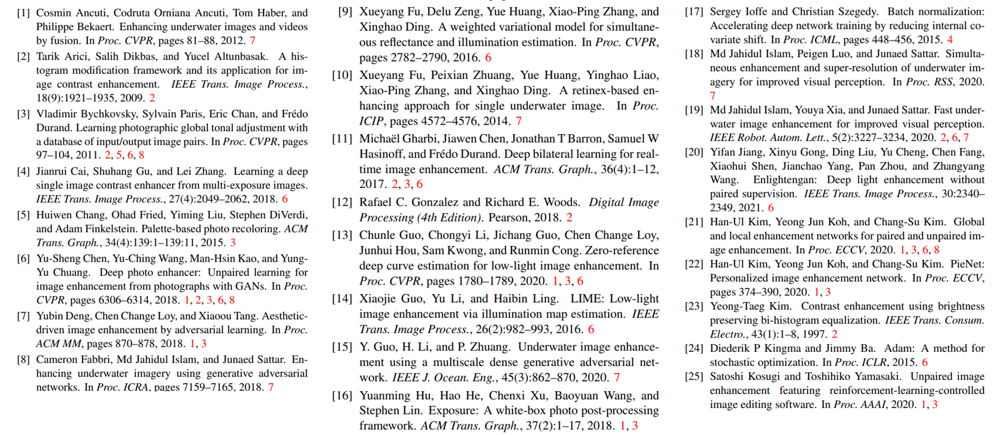 [1] Cosmin Ancuti, Codruta Orniana Ancuti, Tom Haber, and
Philippe Bekaert. Enhancing underwater images and videos
by fusion. In Proc. CVPR, pages 81–88, 2012. 7
[2] Tarik Arici, Salih Dikbas, and Yucel Altunbasak. A his-
togram modification framework and its application for im-
age contrast enhancement. IEEE Trans. Image Process.,
18(9):1921–1935, 2009. 2
[3] Vladimir Bychkovsky, Sylvain Paris, Eric Chan, and Frédo
Durand. Learning photographic global tonal adjustment with
a database of input/output image pairs. In Proc. CVPR, pages
97–104, 2011. 2, 5, 6, 8
[4] Jianrui Cai, Shuhang Gu, and Lei Zhang. Learning a deep
single image contrast enhancer from multi-exposure images.
IEEE Trans. Image Process., 27(4):2049–2062, 2018. 6
[5] Huiwen Chang, Ohad Fried, Yiming Liu, Stephen DiVerdi,
and Adam Finkelstein. Palette-based photo recoloring. ACM
Trans. Graph., 34(4):139:1–139:11, 2015. 3
[6] Yu-Sheng Chen, Yu-Ching Wang, Man-Hsin Kao, and Yung-
Yu Chuang. Deep photo enhancer: Unpaired learning for
image enhancement from photographs with GANs. In Proc.
CVPR, pages 6306–6314, 2018. 1, 2, 3, 6, 8
[7] Yubin Deng, Chen Change Loy, and Xiaoou Tang. Aesthetic-
driven image enhancement by adversarial learning. In Proc.
ACM MM, pages 870–878, 2018. 1, 3
[8] Cameron Fabbri, Md Jahidul Islam, and Junaed Sattar. En-
hancing underwater imagery using generative adversarial
networks. In Proc. ICRA, pages 7159–7165, 2018. 7
[9] Xueyang Fu, Delu Zeng, Yue Huang, Xiao-Ping Zhang, and
Xinghao Ding. A weighted variational model for simultane-
ous reflectance and illumination estimation. In Proc. CVPR,
pages 2782–2790, 2016. 6
[10] Xueyang Fu, Peixian Zhuang, Yue Huang, Yinghao Liao,
Xiao-Ping Zhang, and Xinghao Ding. A retinex-based en-
hancing approach for single underwater image. In Proc.
ICIP, pages 4572–4576, 2014. 7
[11] Michaël Gharbi, Jiawen Chen, Jonathan T Barron, Samuel W
Hasinoff, and Frédo Durand. Deep bilateral learning for real-
time image enhancement. ACM Trans. Graph., 36(4):1–12,
2017. 2, 3, 6
[12] Rafael C. Gonzalez and Richard E. Woods. Digital Image
Processing (4th Edition). Pearson, 2018. 2
[13] Chunle Guo, Chongyi Li, Jichang Guo, Chen Change Loy,
Junhui Hou, Sam Kwong, and Runmin Cong. Zero-reference
deep curve estimation for low-light image enhancement. In
Proc. CVPR, pages 1780–1789, 2020. 1, 3, 6
[14] Xiaojie Guo, Yu Li, and Haibin Ling. LIME: Low-light
image enhancement via illumination map estimation. IEEE
Trans. Image Process., 26(2):982–993, 2016. 6
[15] Y. Guo, H. Li, and P. Zhuang. Underwater image enhance-
ment using a multiscale dense generative adversarial net-
work. IEEE J. Ocean. Eng., 45(3):862–870, 2020. 7
[16] Yuanming Hu, Hao He, Chenxi Xu, Baoyuan Wang, and
Stephen Lin. Exposure: A white-box photo post-processing
framework. ACM Trans. Graph., 37(2):1–17, 2018. 1, 3
[17] Sergey Ioffe and Christian Szegedy. Batch normalization:
Accelerating deep network training by reducing internal co-
variate shift. In Proc. ICML, pages 448–456, 2015. 4
[18] Md Jahidul Islam, Peigen Luo, and Junaed Sattar. Simulta-
neous enhancement and super-resolution of underwater im-
agery for improved visual perception. In Proc. RSS, 2020.
7
[19] Md Jahidul Islam, Youya Xia, and Junaed Sattar. Fast under-
water image enhancement for improved visual perception.
IEEE Robot. Autom. Lett., 5(2):3227–3234, 2020. 2, 6, 7
[20] Yifan Jiang, Xinyu Gong, Ding Liu, Yu Cheng, Chen Fang,
Xiaohui Shen, Jianchao Yang, Pan Zhou, and Zhangyang
Wang. Enlightengan: Deep light enhancement without
paired supervision. IEEE Trans. Image Process., 30:2340–
2349, 2021. 6
[21] Han-Ul Kim, Yeong Jun Koh, and Chang-Su Kim. Global
and local enhancement networks for paired and unpaired im-
age enhancement. In Proc. ECCV, 2020. 1, 3, 6, 8
[22] Han-Ul Kim, Yeong Jun Koh, and Chang-Su Kim. PieNet:
Personalized image enhancement network. In Proc. ECCV,
pages 374–390, 2020. 1, 3
[23] Yeong-Taeg Kim. Contrast enhancement using brightness
preserving bi-histogram equalization. IEEE Trans. Consum.
Electro., 43(1):1–8, 1997. 2
[24] Diederik P Kingma and Jimmy Ba. Adam: A method for
stochastic optimization. In Proc. ICLR, 2015. 6
[25] Satoshi Kosugi and Toshihiko Yamasaki. Unpaired image
enhancement featuring reinforcement-learning-controlled
image editing software. In Proc. AAAI, 2020. 1, 3